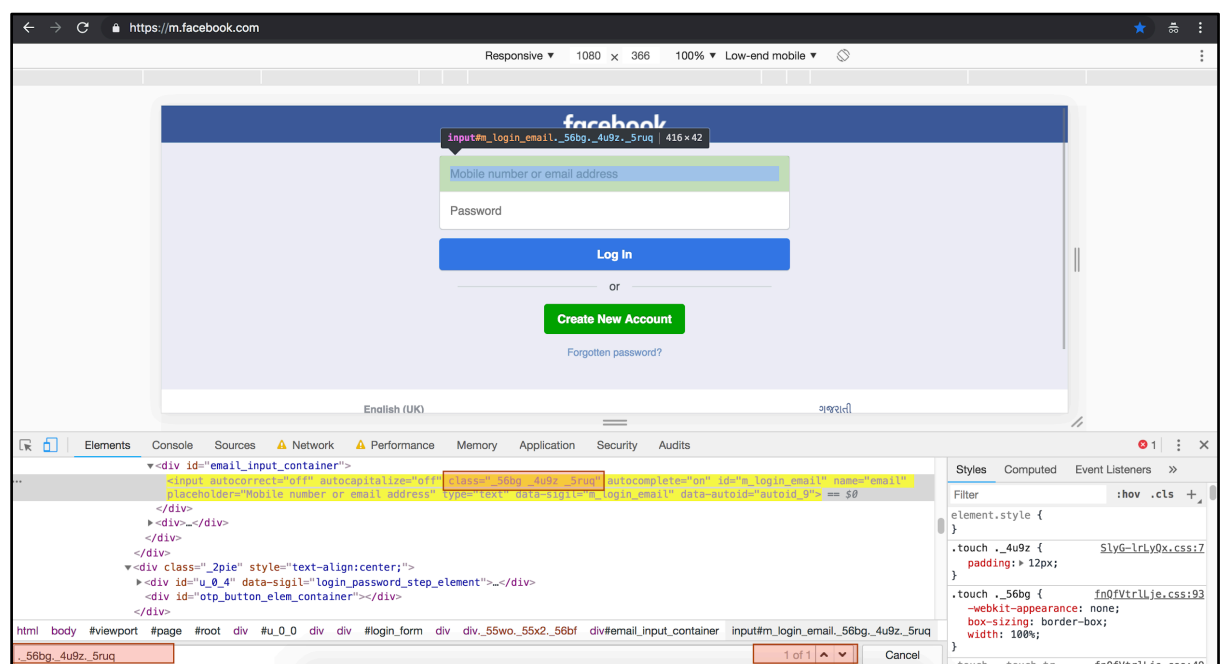 https://m.facebook.com
Responsive ▼ 1080 × 366 100% ▼ Low-end mobile ▼
facebook
input#m_login_email._56bg._4u9z._5ruq | 416×42
Mobile number or email address
Password
Log In
or
Create New Account
Forgotten password?
English (UK) ગુજરાતી
Elements Console Sources Network Performance Memory Application Security Audits 1
▼<div id="email_input_container">
<input autocorrect="off" autocapitalize="off" class="_56bg _4u9z _5ruq" autocomplete="on" id="m_login_email" name="email"
placeholder="Mobile number or email address" type="text" data-sigil="m_login_email" data-autoid="autoid_9"> == $0
</div>
▶<div>…</div>
</div>
</div>
▼<div class="_2pie" style="text-align:center;">
▶<div id="u_0_4" data-sigil="login_password_step_element">…</div>
<div id="otp_button_elem_container"></div>
</div>
html body #viewport #page #root div #u_0_0 div div #login_form div div._55wo._55x2._56bf div#email_input_container input#m_login_email._56bg._4u9z._5ruq
._56bg._4u9z._5ruq 1 of 1 Cancel
Styles Computed Event Listeners »
Filter :hov .cls +
element.style {
}
.touch ._4u9z { SlyG-lrLyQx.css:7
padding:▶ 12px;
}
.touch ._56bg { fnQfVtrlLje.css:93
-webkit-appearance: none;
box-sizing: border-box;
width: 100%;
}